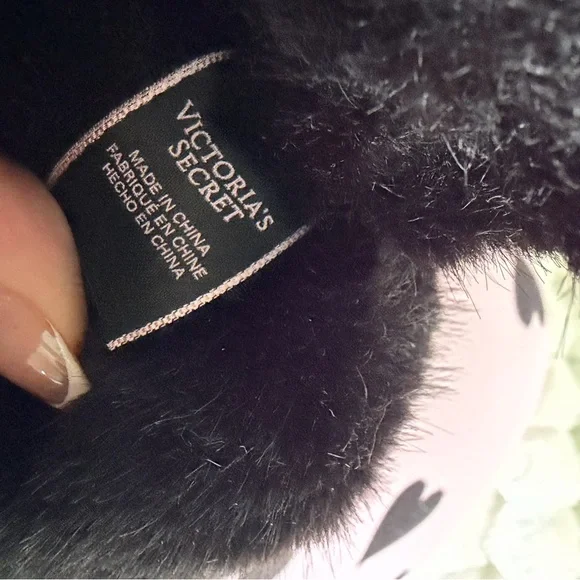 VICTORIA'S
SECRET
MADE IN CHINA
FABRIQUÉ EN CHINE
HECHO EN CHINA